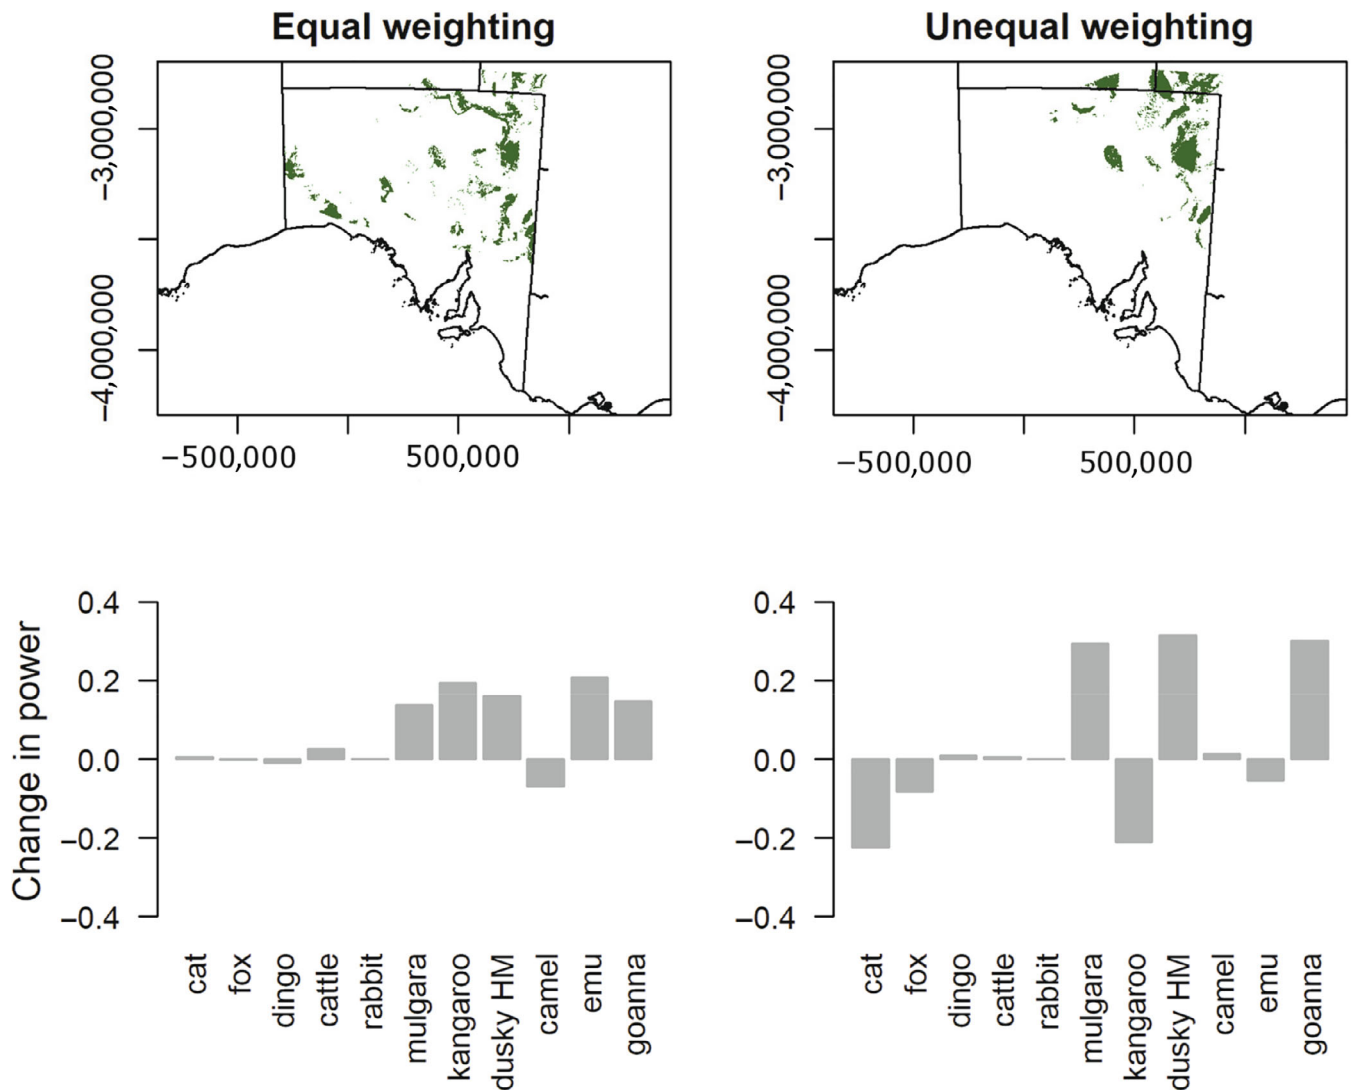 Equal weighting
Unequal weighting
−3,000,000
−4,000,000
−500,000 500,000
−3,000,000
−4,000,000
−500,000 500,000
Change in power
0.4
0.2
0.0
−0.2
−0.4
cat
fox
dingo
cattle
rabbit
mulgara
kangaroo
dusky HM
camel
emu
goanna
0.4
0.2
0.0
−0.2
−0.4
cat
fox
dingo
cattle
rabbit
mulgara
kangaroo
dusky HM
camel
emu
goanna